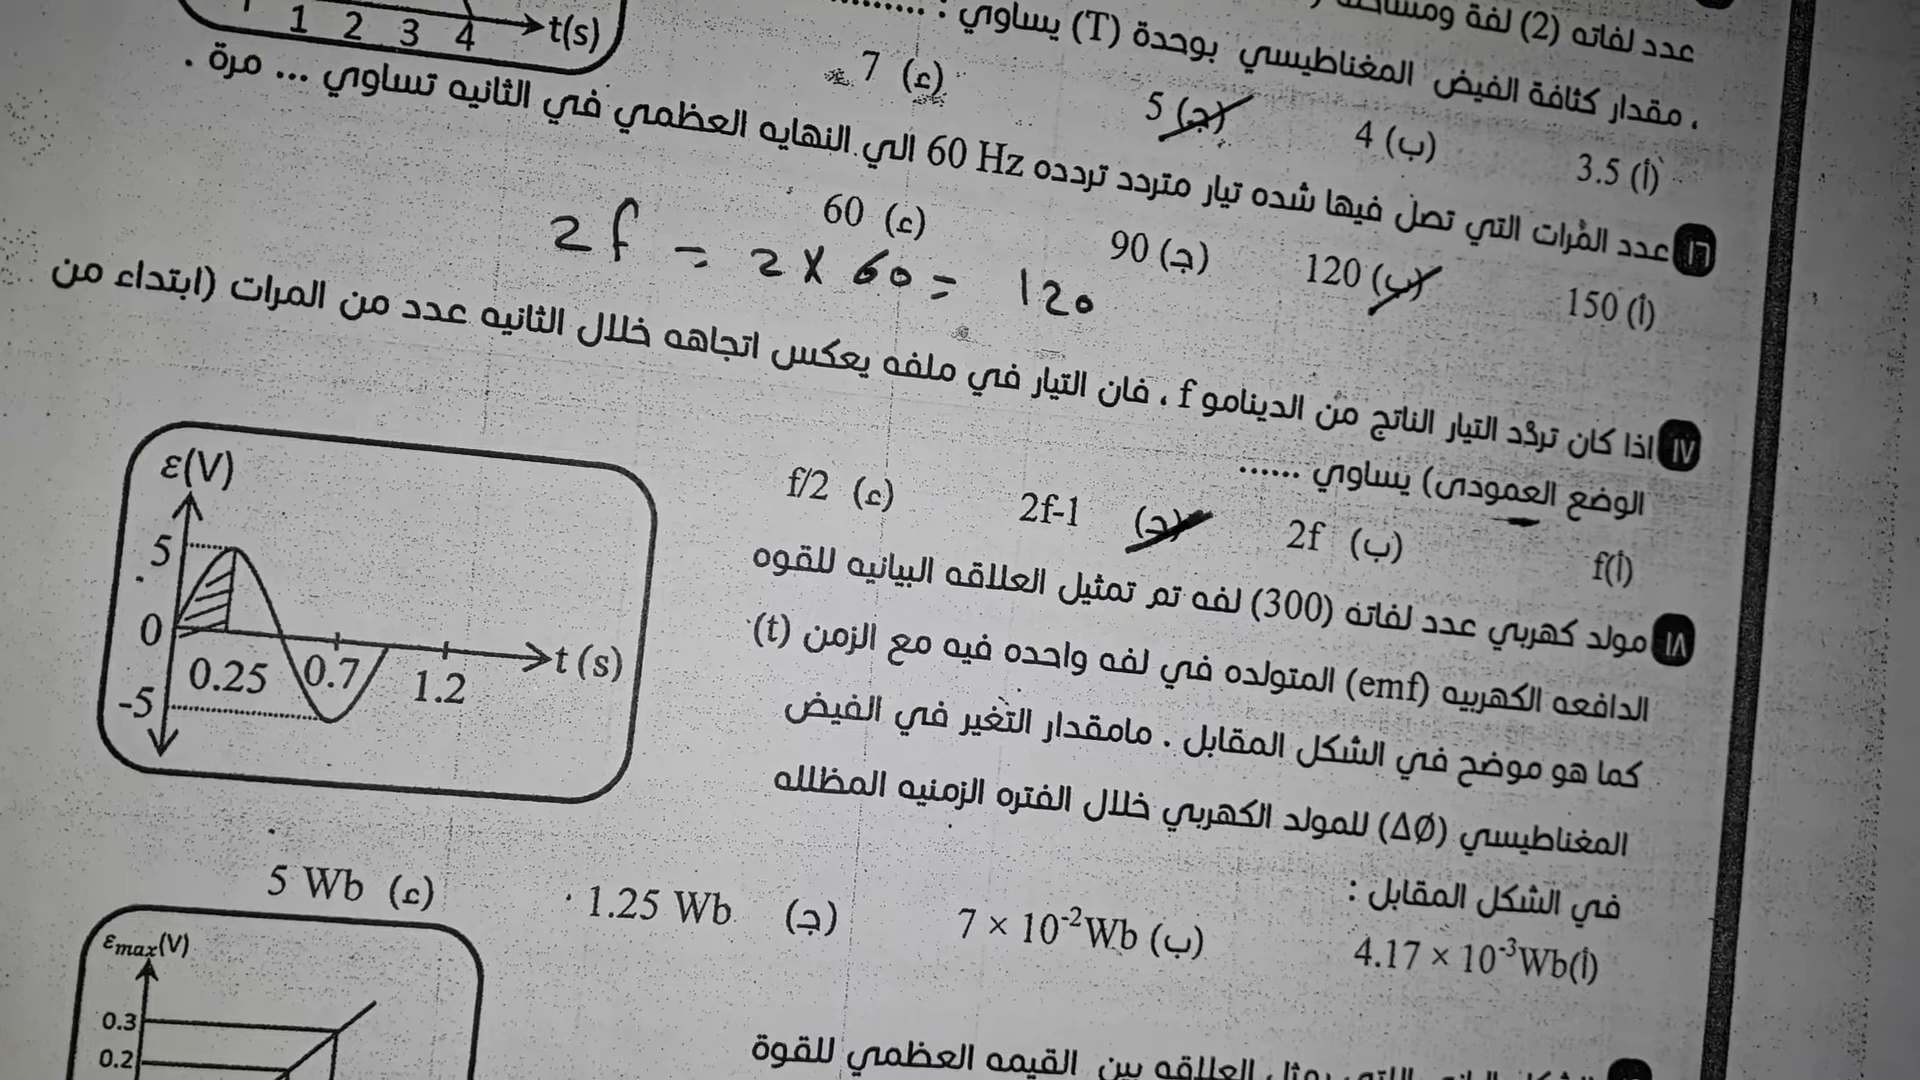 1 2 3 4 t(s)
عدد لفاته (2) لفة
، مقدار كثافة الفيض المغناطيسي بوحدة (T) يساوي :
(أ) 3.5 (ب) 4 (ج) 5 (ء) 7
١٦ عدد المرات التي تصل فيها شده تيار متردد تردده 60 Hz الي النهايه العظمي في الثانيه تساوي ... مرة .
(أ) 150 (ب) 120 (ج) 90 (ء) 60
2f = 2 x 60 = 120
١٧ اذا كان تردد التيار الناتج من الدينامو f ، فان التيار في ملفه يعكس اتجاهه خلال الثانيه عدد من المرات (ابتداء من
الوضع العمودى) يساوي ......
(أ) f (ب) 2f (ج) 2f-1 (ء) f/2
١٨ مولد كهربي عدد لفاته (300) لفه تم تمثيل العلاقه البيانيه للقوه
الدافعه الكهربيه (emf) المتولده في لفه واحده فيه مع الزمن (t)
كما هو موضح في الشكل المقابل . مامقدار التغير في الفيض
المغناطيسي (ΔØ) للمولد الكهربي خلال الفتره الزمنيه المظلله
في الشكل المقابل :
(أ) 4.17 × 10⁻³Wb (ب) 7 × 10⁻²Wb (ج) 1.25 Wb (ء) 5 Wb
ε(V)
5
0
-5
0.25 0.7 1.2 t (s)
εmax(V)
0.3
0.2
العلاقه بين القيمه العظمي للقوة